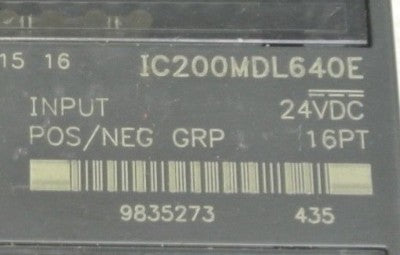 15 16 IC200MDL640E
INPUT 24VDC
POS/NEG GRP 16PT
9835273 435